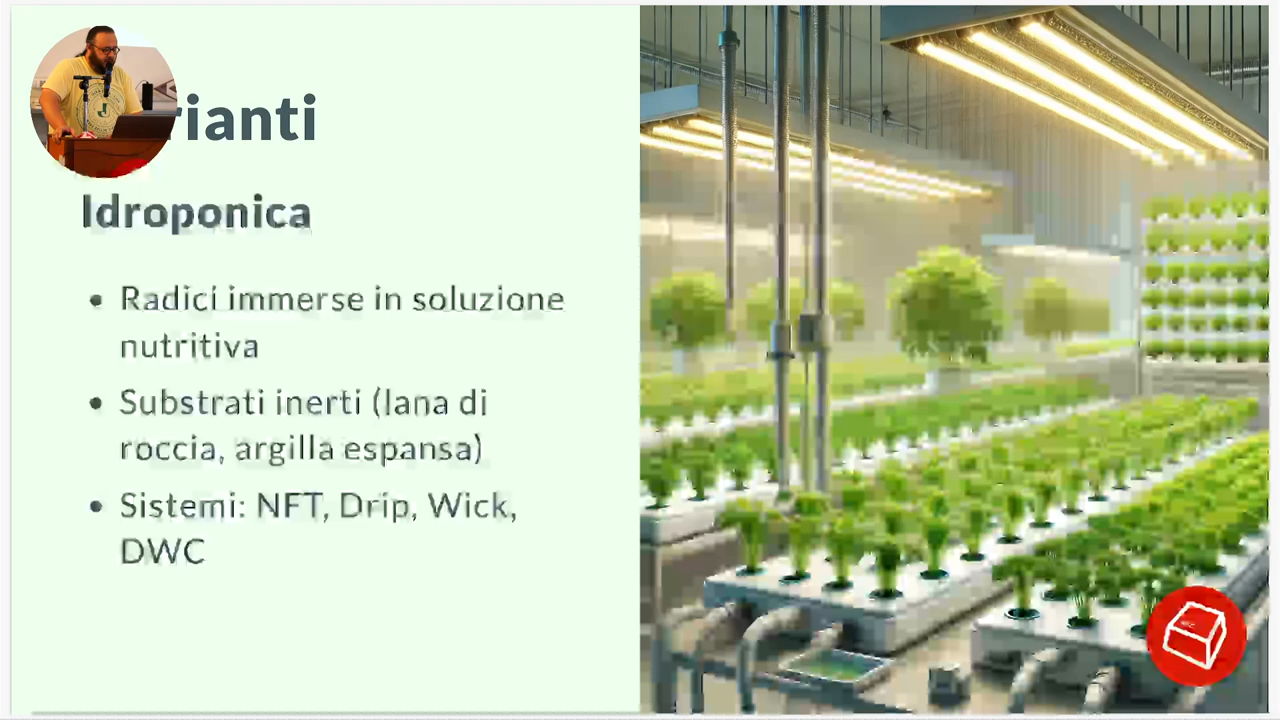 rianti
Idroponica
• Radici immerse in soluzione
nutritiva
• Substrati inerti (lana di
roccia, argilla espansa)
• Sistemi: NFT, Drip, Wick,
DWC